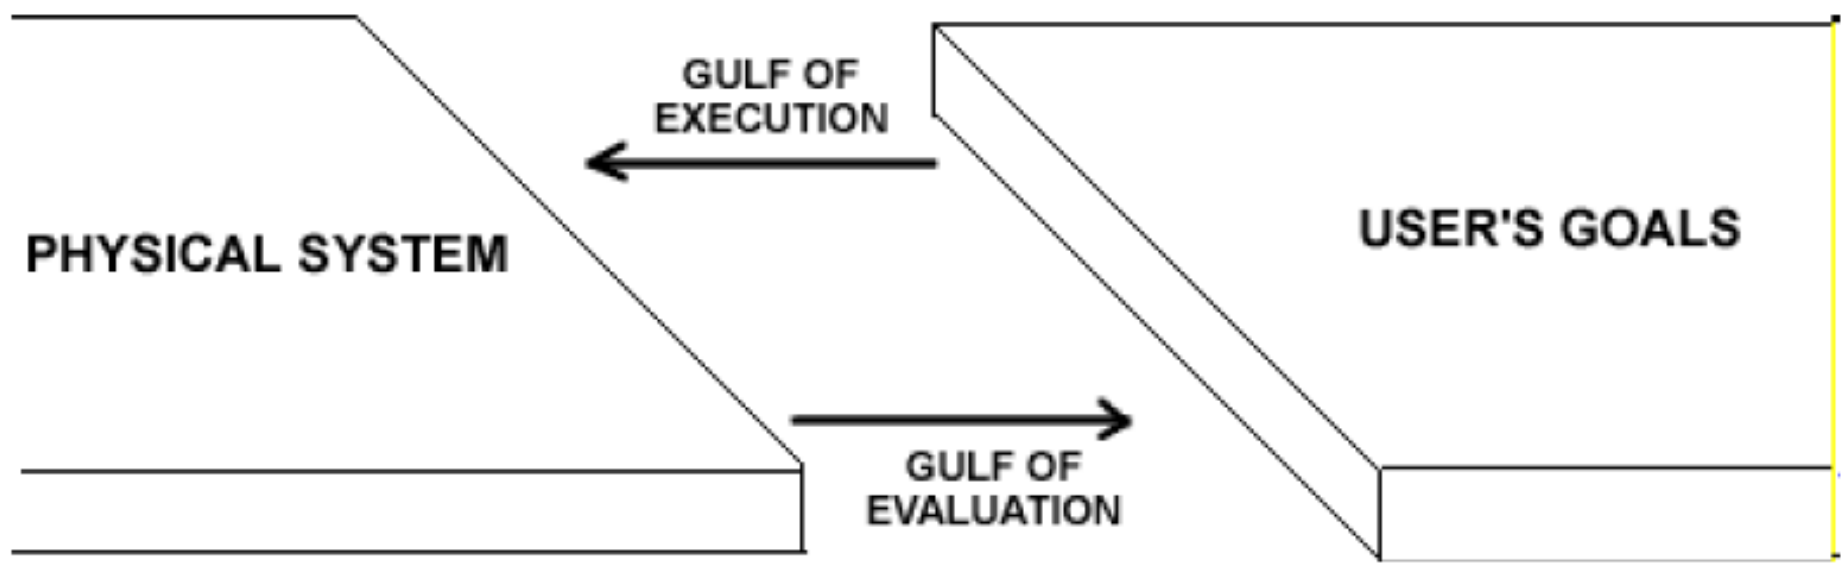 GULF OF
EXECUTION
PHYSICAL SYSTEM
USER'S GOALS
GULF OF
EVALUATION